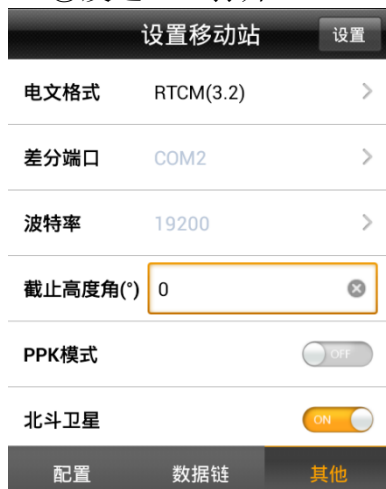 设置移动站 设置
电文格式 RTCM(3.2)
差分端口 COM2
波特率 19200
截止高度角(°) 0
PPK模式 OFF
北斗卫星 ON
配置 数据链 其他